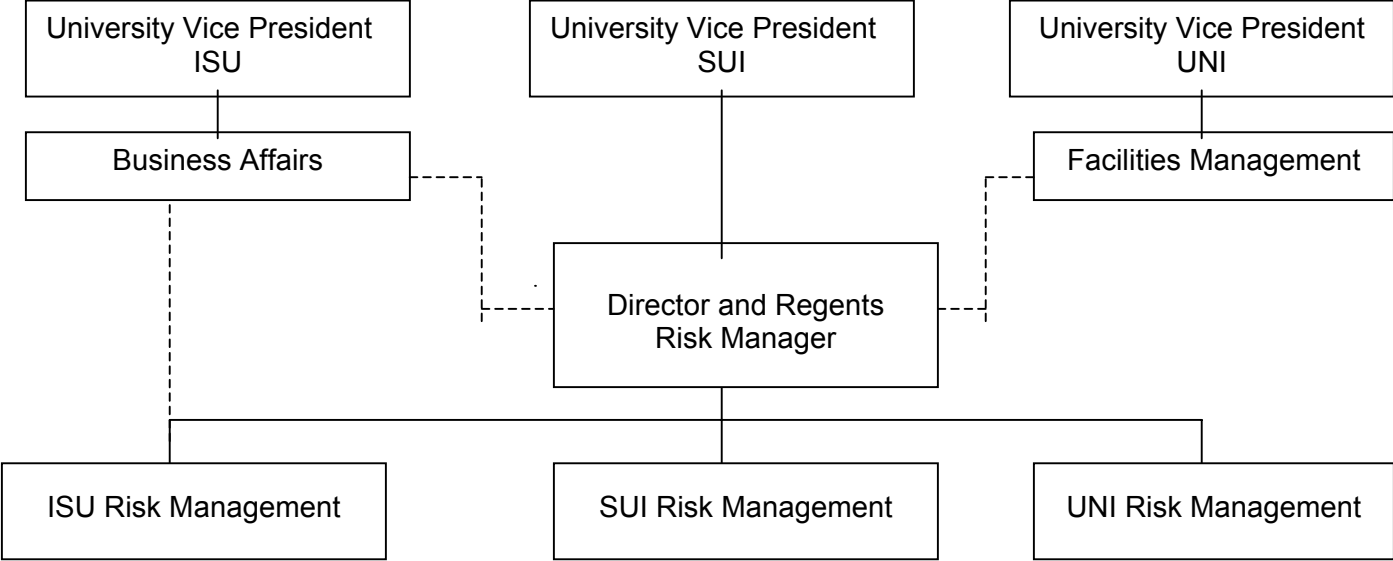 University Vice President
ISU
University Vice President
SUI
University Vice President
UNI
Business Affairs
Facilities Management
Director and Regents
Risk Manager
ISU Risk Management
SUI Risk Management
UNI Risk Management